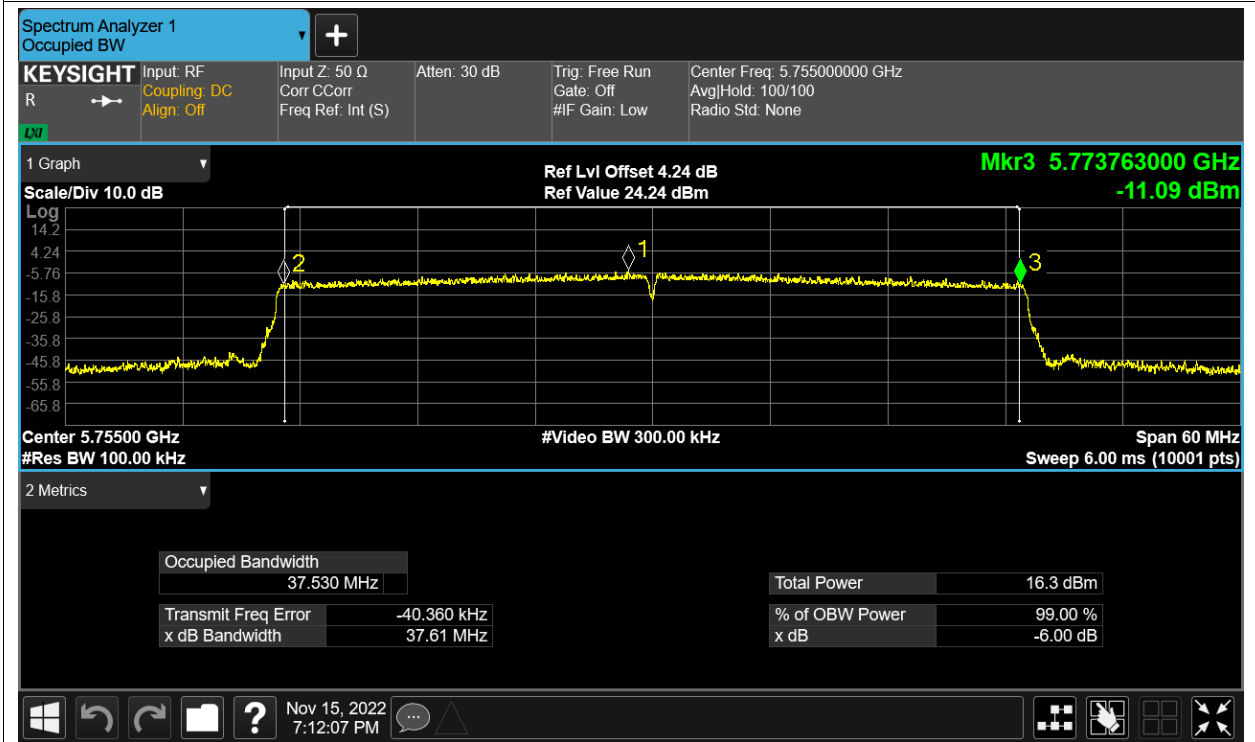 Spectrum Analyzer 1
Occupied BW
+
KEYSIGHT
R
LXI
Input: RF
Coupling: DC
Align: Off
Input Z: 50 Ω
Corr CCorr
Freq Ref: Int (S)
Atten: 30 dB
Trig: Free Run
Gate: Off
#IF Gain: Low
Center Freq: 5.755000000 GHz
Avg|Hold: 100/100
Radio Std: None
1 Graph
Ref Lvl Offset 4.24 dB
Mkr3 5.773763000 GHz
Scale/Div 10.0 dB
Ref Value 24.24 dBm
-11.09 dBm
Log
14.2
4.24
-5.76
-15.8
-25.8
-35.8
-45.8
-55.8
-65.8
2
1
3
Center 5.75500 GHz
#Video BW 300.00 kHz
Span 60 MHz
#Res BW 100.00 kHz
Sweep 6.00 ms (10001 pts)
2 Metrics
Occupied Bandwidth
37.530 MHz
Total Power 16.3 dBm
Transmit Freq Error -40.360 kHz
% of OBW Power 99.00 %
x dB Bandwidth 37.61 MHz
x dB -6.00 dB
?
Nov 15, 2022
7:12:07 PM